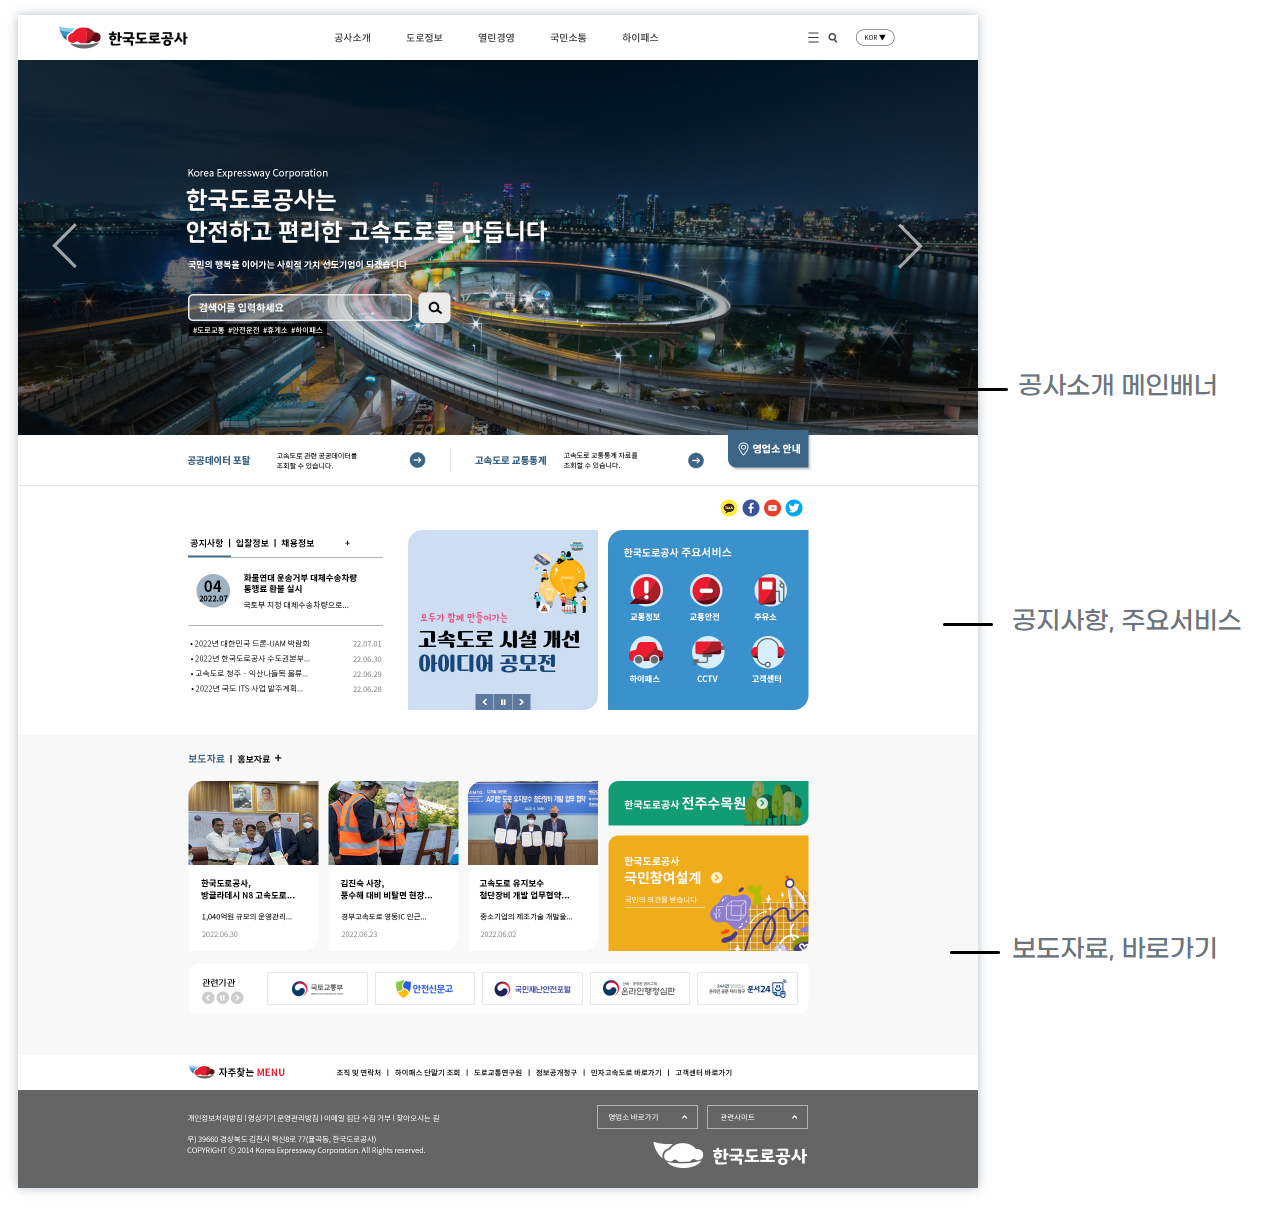 한국도로공사
공사소개 도로정보 열린경영 국민소통 하이패스
KOR ▼
Korea Expressway Corporation
한국도로공사는
안전하고 편리한 고속도로를 만듭니다
국민의 행복을 이어가는 사회적 가치 선도기업이 되겠습니다
검색어를 입력하세요
#도로교통 #안전운전 #휴게소 #하이패스
공사소개 메인배너
공공데이터 포탈
고속도로 관련 공공데이터를
조회할 수 있습니다.
고속도로 교통통계
고속도로 교통통계 자료를
조회할 수 있습니다.
영업소 안내
공지사항 | 입찰정보 | 채용정보 +
04
2022.07
화물연대 운송거부 대체수송차량
통행료 환불 실시
국토부 지정 대체수송차량으로...
• 2022년 대한민국 드론-UAM 박람회 22.07.01
• 2022년 한국도로공사 수도권본부... 22.06.30
• 고속도로 청주 - 익산나들목 물류... 22.06.29
• 2022년 국도 ITS 사업 발주계획... 22.06.28
모두가 함께 만들어가는
고속도로 시설 개선
아이디어 공모전
한국도로공사 주요서비스
교통정보 교통안전 주유소
하이패스 CCTV 고객센터
공지사항, 주요서비스
보도자료 | 홍보자료 +
한국도로공사,
방글라데시 N8 고속도로...
1,040억원 규모의 운영관리...
2022.06.30
김진숙 사장,
풍수해 대비 비탈면 현장...
경부고속도로 영동IC 인근...
2022.06.23
AI기반 도로 유지보수 첨단장비 개발 업무 협약
고속도로 유지보수
첨단장비 개발 업무협약...
중소기업의 제조기술 개발을...
2022.06.02
한국도로공사 전주수목원
한국도로공사
국민참여설계
국민의 의견을 받습니다
보도자료, 바로가기
관련기관
국토교통부
안전신문고
국민재난안전포털
온라인행정심판
문서24
자주찾는 MENU
조직 및 연락처 | 하이패스 단말기 조회 | 도로교통연구원 | 정보공개청구 | 민자고속도로 바로가기 | 고객센터 바로가기
개인정보처리방침 | 영상기기 운영관리방침 | 이메일 집단 수집 거부 | 찾아오시는 길
영업소 바로가기
관련사이트
우) 39660 경상북도 김천시 혁신8로 77(율곡동, 한국도로공사)
COPYRIGHT ⓒ 2014 Korea Expressway Corporation. All Rights reserved.
한국도로공사